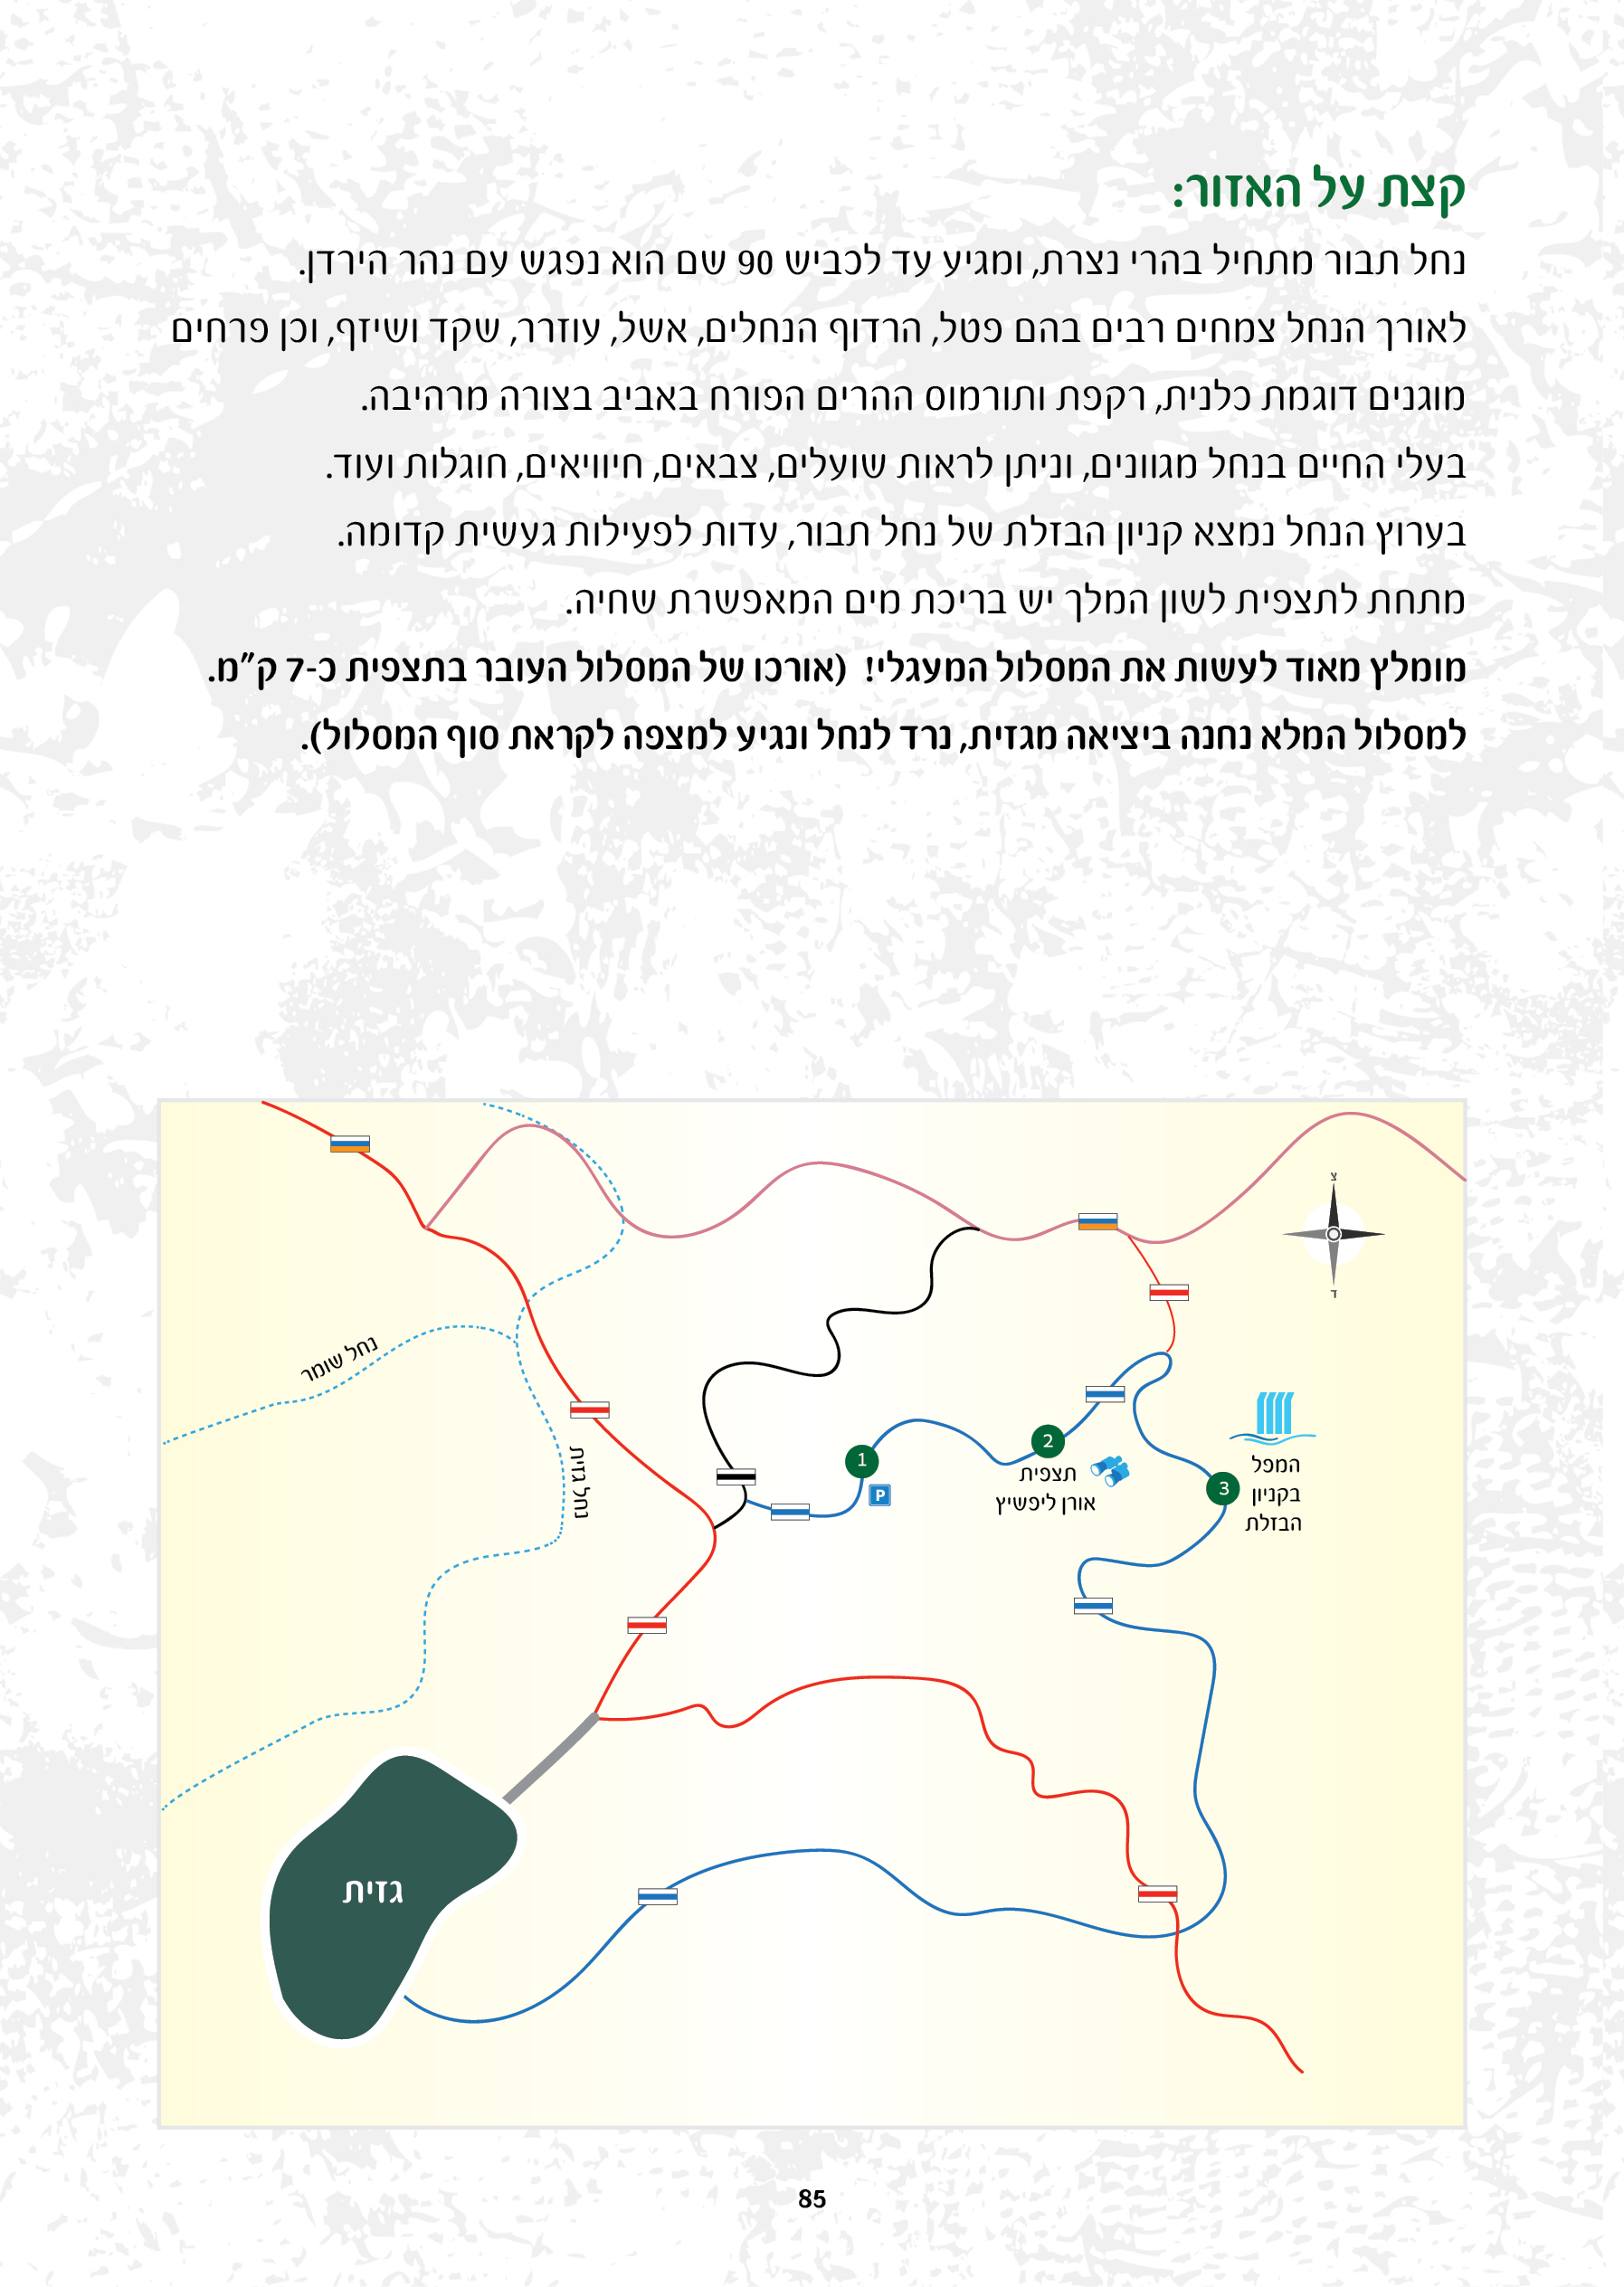 קצת על האזור:
נחל תבור מתחיל בהרי נצרת, ומגיע עד לכביש 90 שם הוא נפגש עם נהר הירדן.
לאורך הנחל צמחים רבים בהם פטל, הרדוף הנחלים, אשל, עוזרר, שקד ושיזף, וכן פרחים
מוגנים דוגמת כלנית, רקפת ותורמוס ההרים הפורח באביב בצורה מרהיבה.
בעלי החיים בנחל מגוונים, וניתן לראות שועלים, צבאים, חיוויאים, חוגלות ועוד.
בערוץ הנחל נמצא קניון הבזלת של נחל תבור, עדות לפעילות געשית קדומה.
מתחת לתצפית לשון המלך יש בריכת מים המאפשרת שחיה.
מומלץ מאוד לעשות את המסלול המעגלי! (אורכו של המסלול העובר בתצפית כ-7 ק"מ.
למסלול המלא נחנה ביציאה מגזית, נרד לנחל ונגיע למצפה לקראת סוף המסלול).
צ
ד
נחל שומר
נחל גזית
1
P
2
תצפית
אורן ליפשיץ
3
המפל
בקניון
הבזלת
גזית
85